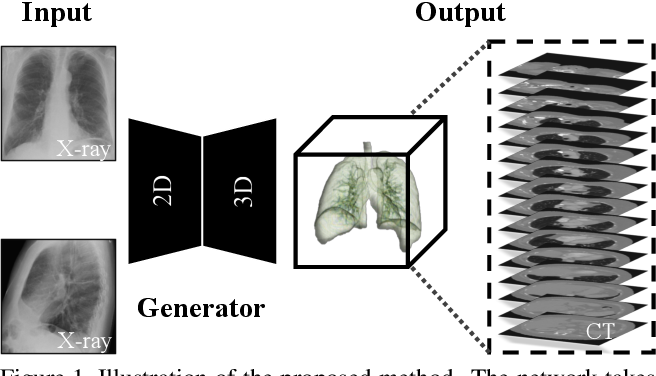 Input
Output
X-ray
2D
3D
X-ray
Generator
CT
Figure 1. Illustration of the proposed method. The network takes